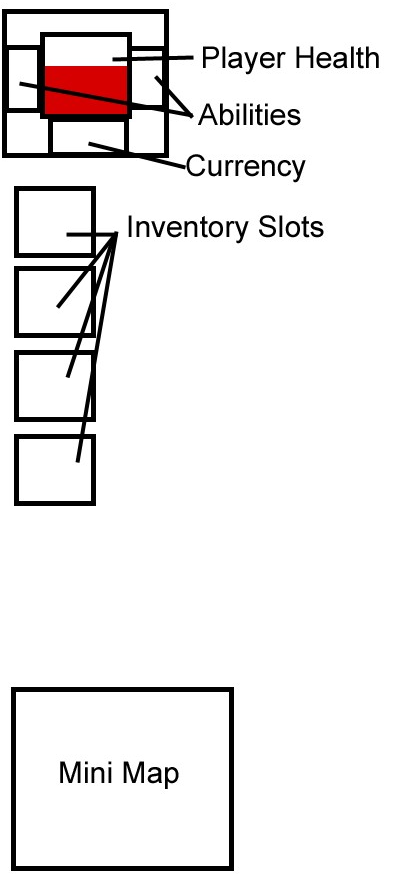 Player Health
Abilities
Currency
Inventory Slots
Mini Map